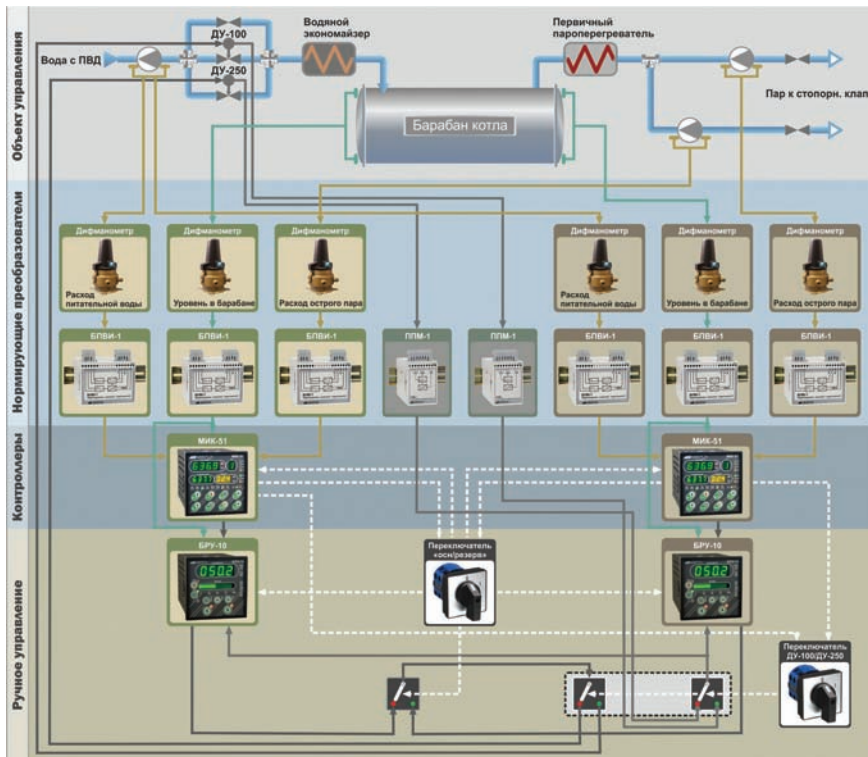 Объект управления
ДУ-100
Водяной
экономайзер
Первичный
пароперегреватель
Вода с ПВД
ДУ-250
Пар к стопорн. клап
Барабан котла
Нормирующие преобразователи
Дифманометр
Дифманометр
Дифманометр
Дифманометр
Дифманометр
Дифманометр
Расход
питательной воды
Уровень в барабане
Расход острого пара
Расход
питательной воды
Уровень в барабане
Расход острого пара
БПВИ-1
БПВИ-1
БПВИ-1
ППМ-1
ППМ-1
БПВИ-1
БПВИ-1
БПВИ-1
Контроллеры
МИК-51
МИК-51
Ручное управление
БРУ-10
050.2
Переключатель
«осн/резерв»
БРУ-10
050.2
Переключатель
ДУ-100/ДУ-250